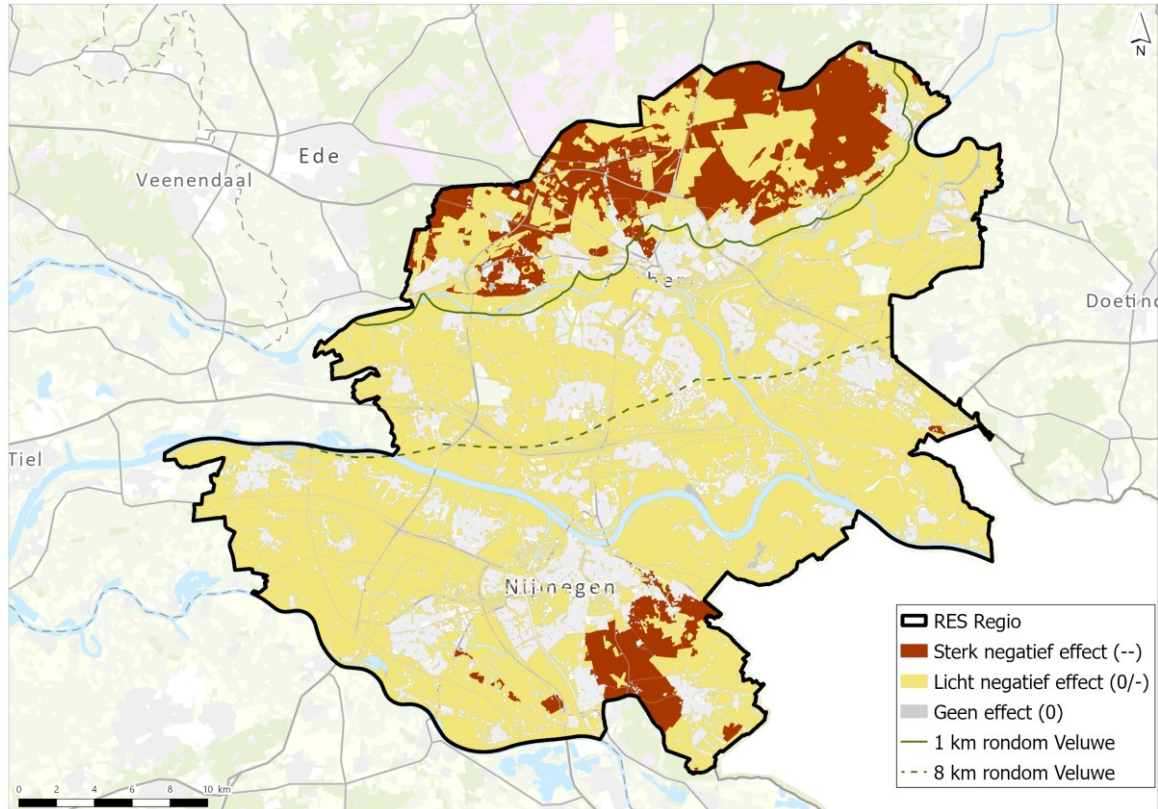 N
Ede
Veenendaal
Doetinc
Tiel
Nijmegen
RES Regio
Sterk negatief effect (--)
Licht negatief effect (0/-)
Geen effect (0)
1 km rondom Veluwe
8 km rondom Veluwe
0 2 4 6 8 10 km